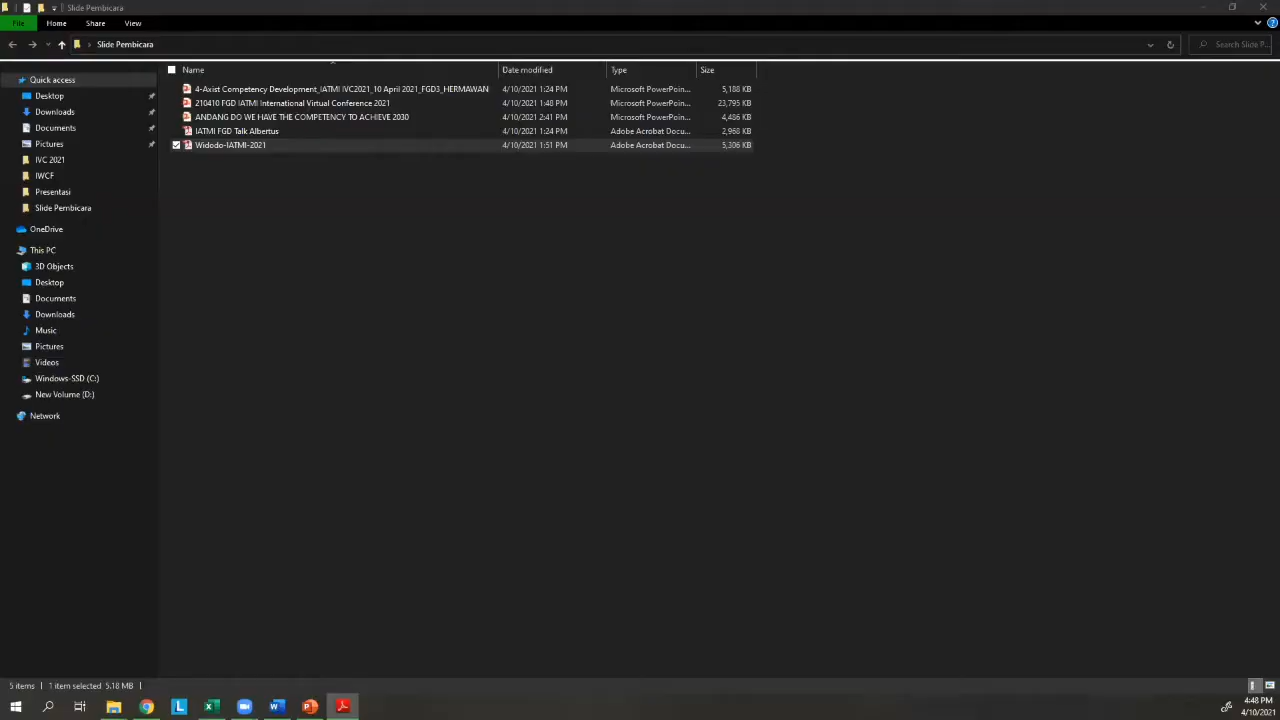 Slide Pembicara
File Home Share View
Slide Pembicara Search Slide P...
Name Date modified Type Size
Quick access
Desktop
Downloads
Documents
Pictures
IVC 2021
IWCF
Presentasi
Slide Pembicara
OneDrive
This PC
3D Objects
Desktop
Documents
Downloads
Music
Pictures
Videos
Windows-SSD (C:)
New Volume (D:)
Network
4-Axist Competency Development_IATMI IVC2021_10 April 2021_FGD3_HERMAWAN 4/10/2021 1:24 PM Microsoft PowerPoin... 5,188 KB
210410 FGD IATMI International Virtual Conference 2021 4/10/2021 1:48 PM Microsoft PowerPoin... 23,795 KB
ANDANG DO WE HAVE THE COMPETENCY TO ACHIEVE 2030 4/10/2021 2:41 PM Microsoft PowerPoin... 4,486 KB
IATMI FGD Talk Albertus 4/10/2021 1:24 PM Adobe Acrobat Docu... 2,968 KB
Widodo-IATMI-2021 4/10/2021 1:51 PM Adobe Acrobat Docu... 5,306 KB
5 items 1 item selected 5.18 MB
4:48 PM
4/10/2021